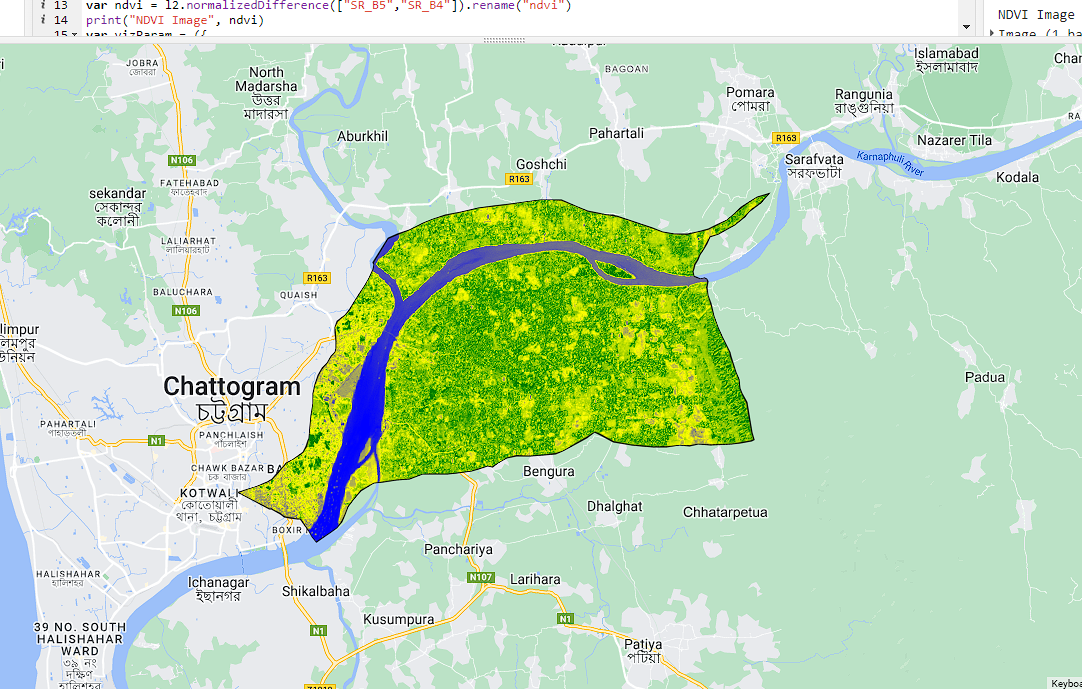 13 var ndvi = l2.normalizedDifference(["SR_B5","SR_B4"]).rename("ndvi")
14 print("NDVI Image", ndvi)
15 var vizParam = ({
NDVI Image
Image (1 ba
JOBRA
জোবরা
North
Madarsha
উত্তর
মাদারসা
BAGOAN
Islamabad
ইসলামাবাদ
Pomara
পোমরা
Rangunia
রাঙ্গুনিয়া
Aburkhil
Pahartali
R163
Nazarer Tila
N106
Goshchi
R163
Sarafvata
সরফভাটা
Karnaphuli River
Kodala
FATEHABAD
ফাতেহাবাদ
sekandar
সেকান্দর
কলোনী
LALIARHAT
লালিয়ারহাট
R163
BALUCHARA
QUAISH
N106
limpur
লিমপুর
উনিয়ন
Chattogram
চট্টগ্রাম
Padua
PAHARTALI
পাহাড়তলী
N1
PANCHLAISH
পাঁচলাইশ
CHAWK BAZAR
চক বাজার
Bengura
KOTWALI
কোতোয়ালী
থানা, চট্টগ্রাম
Dhalghat
Chhatarpetua
BOXIR
Panchariya
HALISHAHAR
হালিশহর
Ichanagar
ইছানগর
Shikalbaha
N107
Larihara
Kusumpura
N1
N1
39 NO. SOUTH
HALISHAHAR
WARD
৩৯ নং
দক্ষিণ
হালিশহর
Patiya
পটিয়া
Z1019
Keyboa